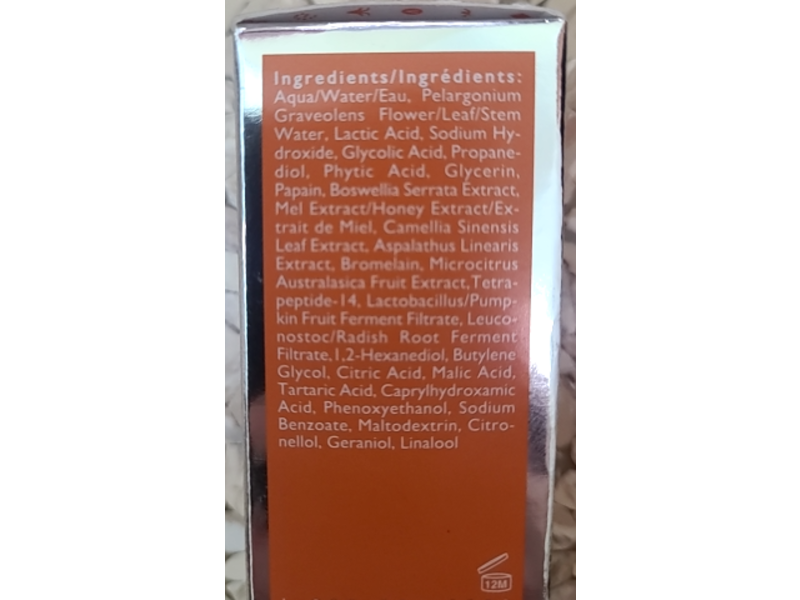 Ingredients/Ingrédients:
Aqua/Water/Eau, Pelargonium
Graveolens Flower/Leaf/Stem
Water, Lactic Acid, Sodium Hy-
droxide, Glycolic Acid, Propane-
diol, Phytic Acid, Glycerin,
Papain, Boswellia Serrata Extract,
Mel Extract/Honey Extract/Ex-
trait de Miel, Camellia Sinensis
Leaf Extract, Aspalathus Linearis
Extract, Bromelain, Microcitrus
Australasica Fruit Extract,Tetra-
peptide-14, Lactobacillus/Pump-
kin Fruit Ferment Filtrate, Leuco-
nostoc/Radish Root Ferment
Filtrate,1,2-Hexanediol, Butylene
Glycol, Citric Acid, Malic Acid,
Tartaric Acid, Caprylhydroxamic
Acid, Phenoxyethanol, Sodium
Benzoate, Maltodextrin, Citro-
nellol, Geraniol, Linalool
12M